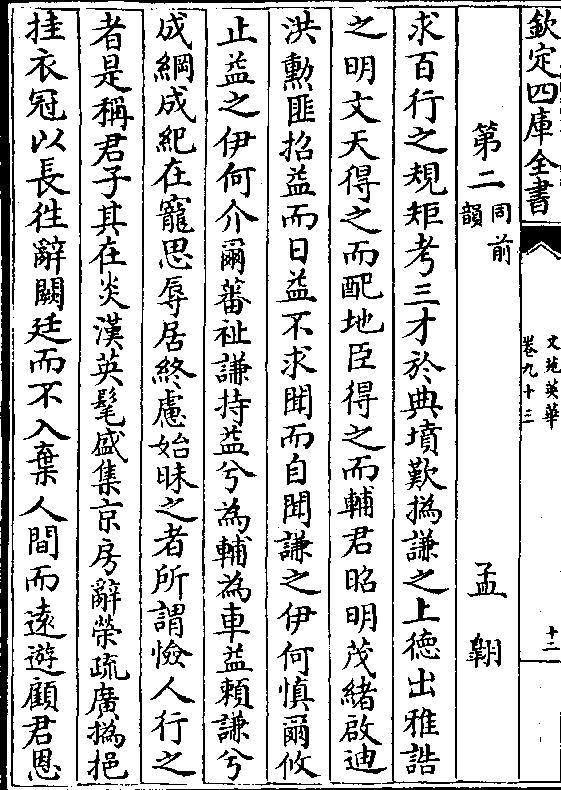 欽定四庫全書
文苑英華
卷九十三
十二
第二同前韻
孟翺
求百行之規矩考三才於典墳歎撝謙之上徳出雅誥
之明文天得之而配地臣得之而輔君昭明茂緒啟迪
洪勳匪招益而日益不求聞而自聞謙之伊何慎爾攸
止益之伊何介爾蕃祉謙持益兮為輔為車益頼謙兮
成綱成紀在寵思辱居終慮始昧之者所謂憸人行之
者是稱君子其在炎漢英髦盛集京房辭榮疏廣撝挹
挂衣冠以長徃辭闕廷而不入棄人間而逺遊顧君恩